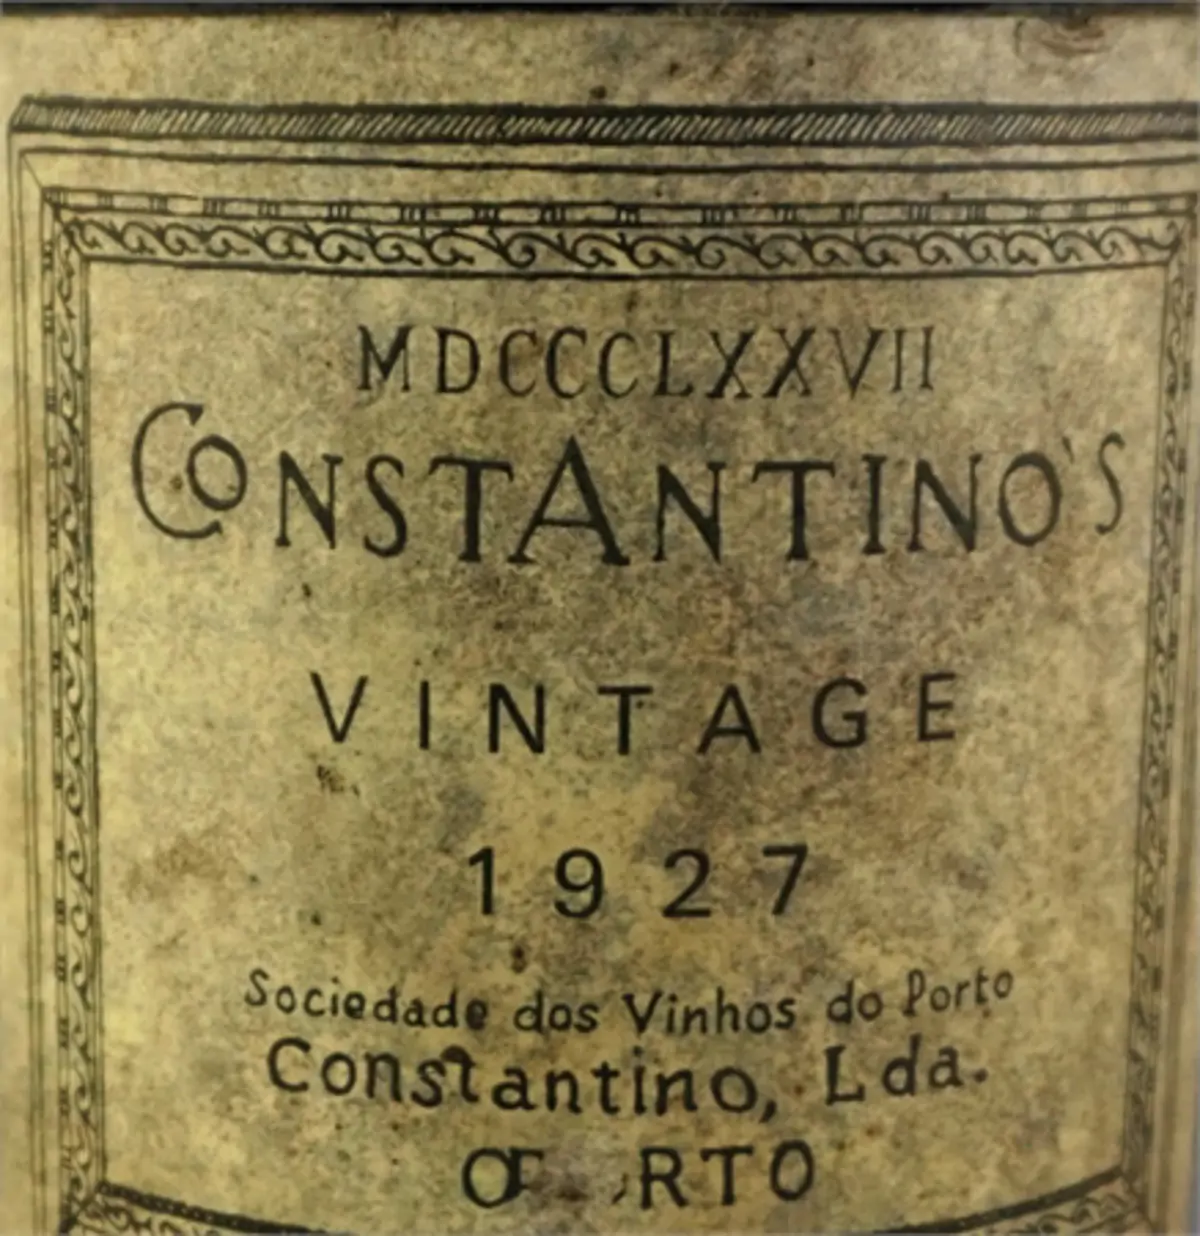 MDCCCLXXVII
CONSTANTINO'S
VINTAGE
1927
Sociedade dos Vinhos do Porto
Constantino, Lda.